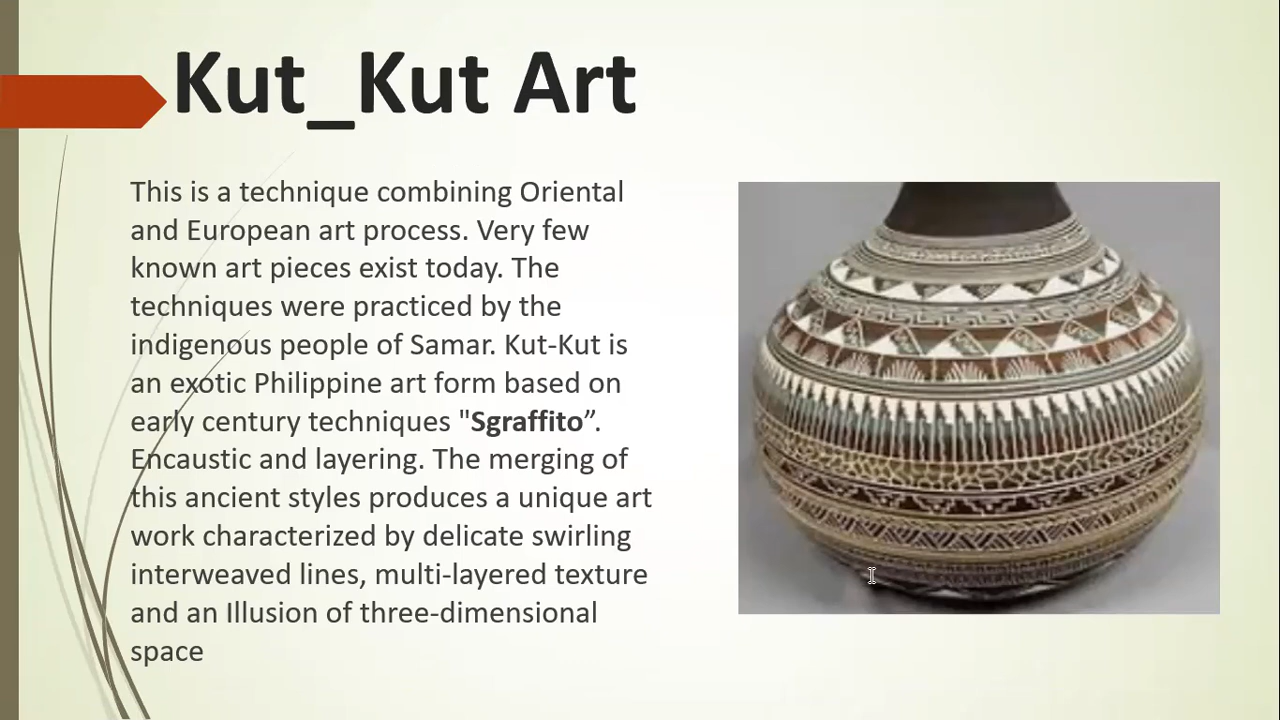 Kut_Kut Art
This is a technique combining Oriental
and European art process. Very few
known art pieces exist today. The
techniques were practiced by the
indigenous people of Samar. Kut-Kut is
an exotic Philippine art form based on
early century techniques "Sgraffito”.
Encaustic and layering. The merging of
this ancient styles produces a unique art
work characterized by delicate swirling
interweaved lines, multi-layered texture
and an Illusion of three-dimensional
space